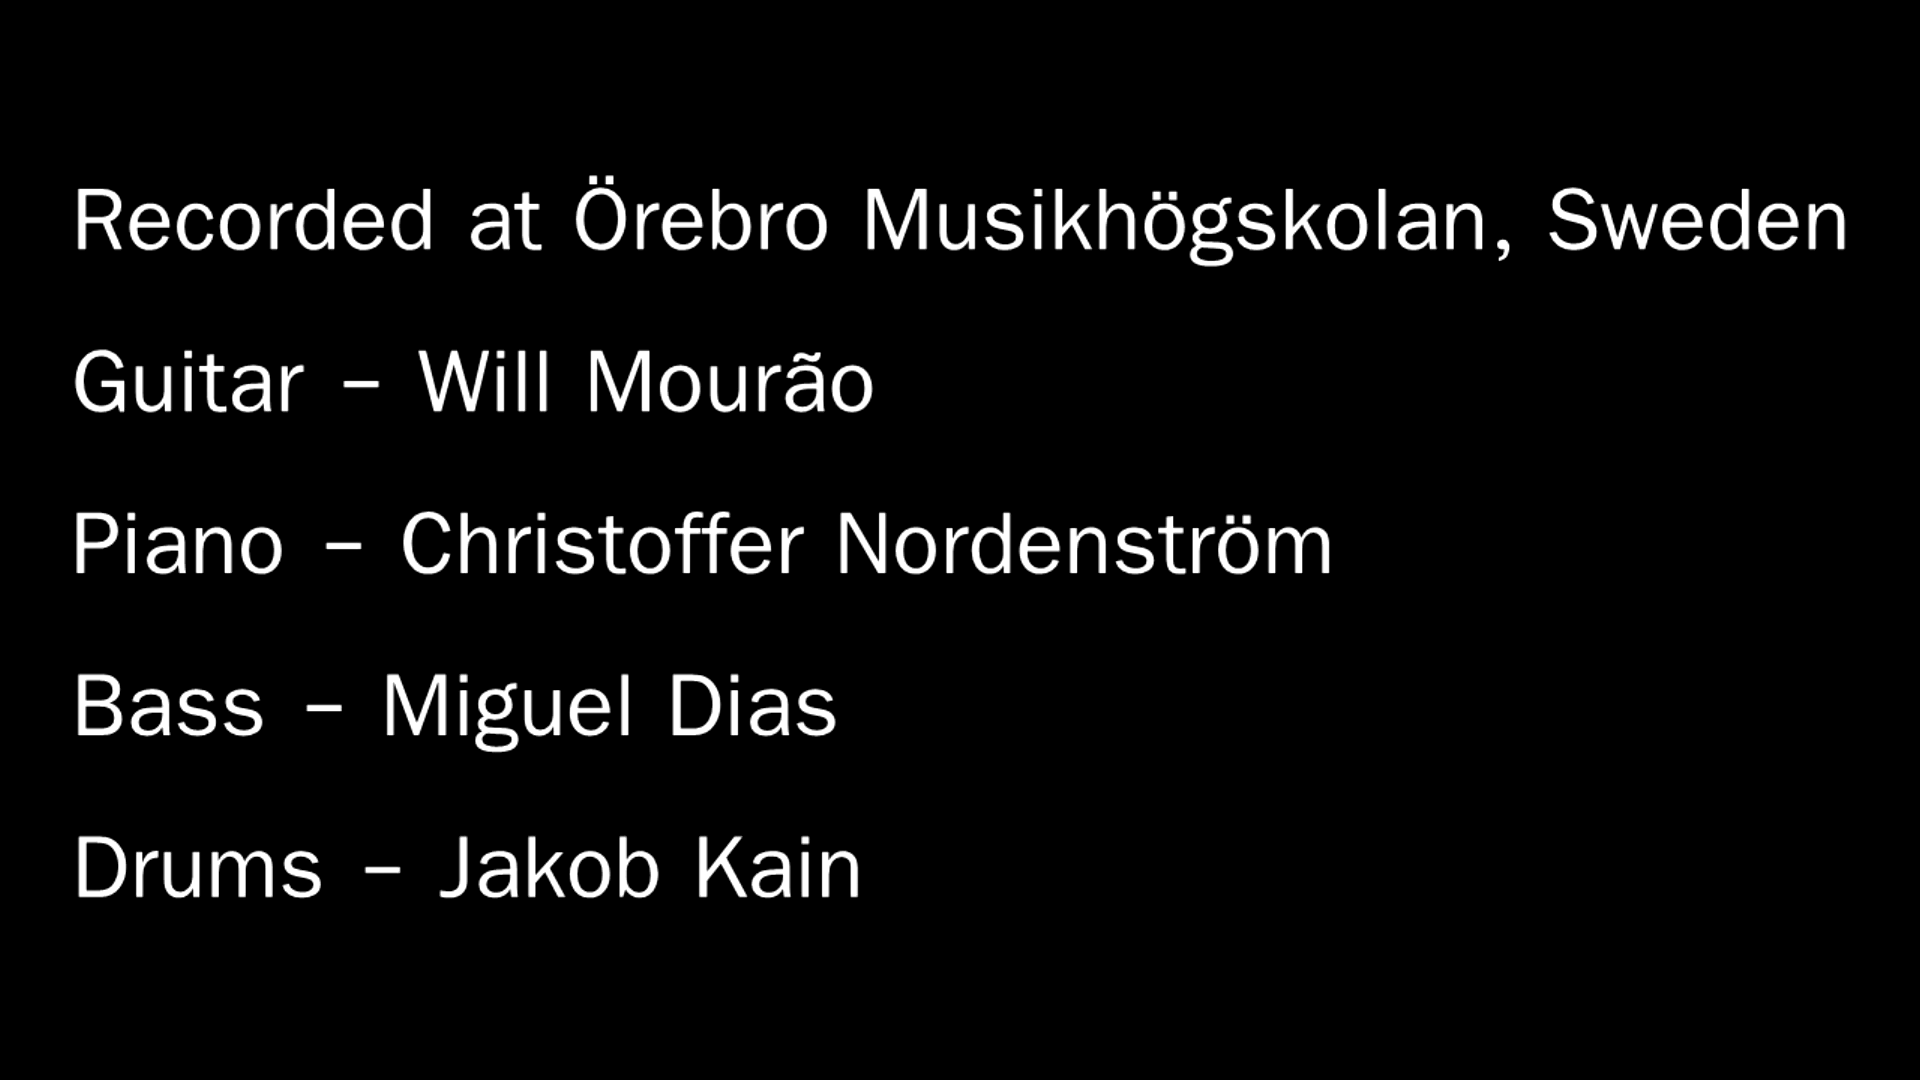 Recorded at Örebro Musikhögskolan, Sweden
Guitar – Will Mourão
Piano – Christoffer Nordenström
Bass – Miguel Dias
Drums – Jakob Kain